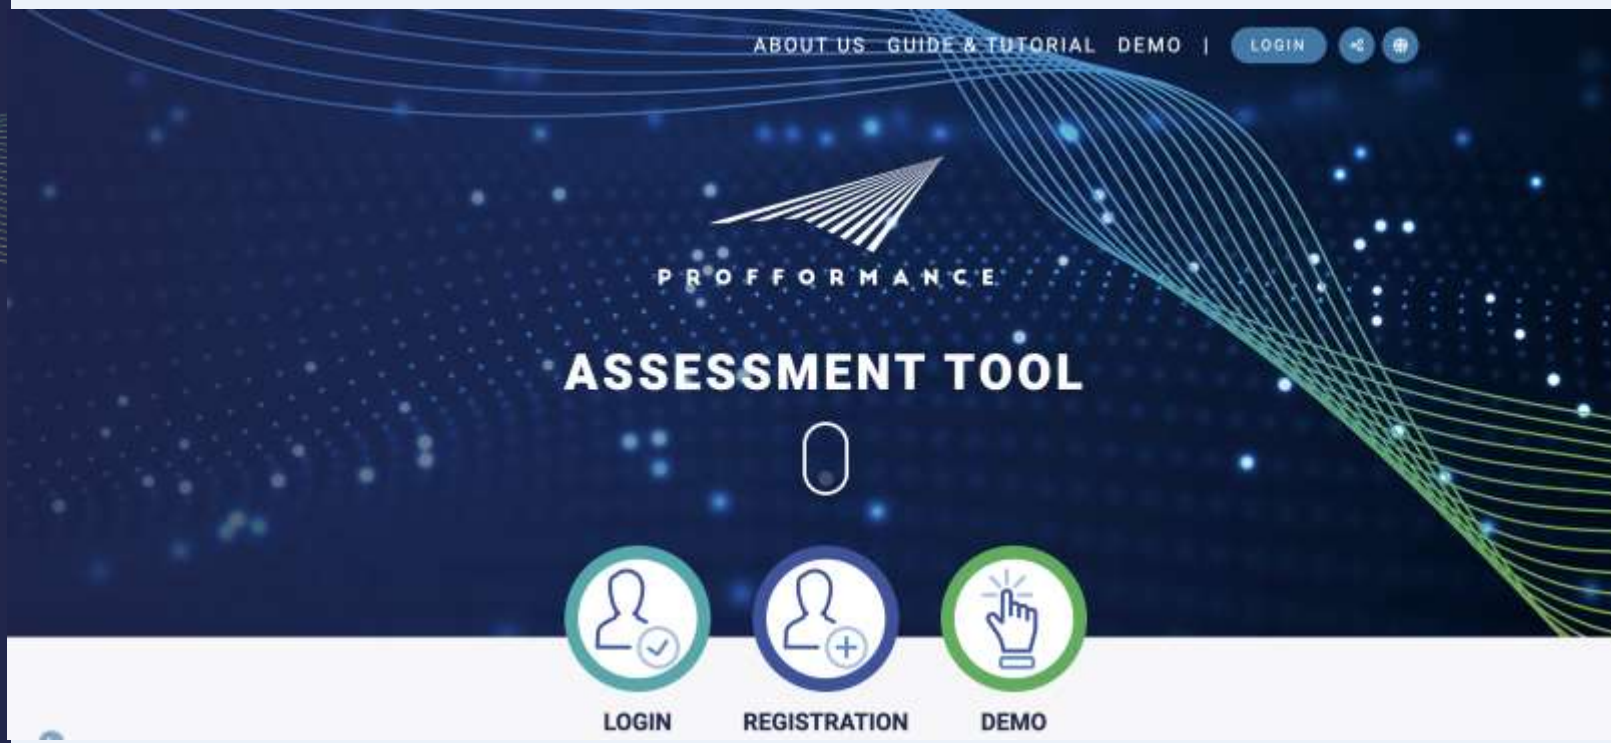 ABOUT US GUIDE & TUTORIAL DEMO | LOGIN
PROFFORMANCE
ASSESSMENT TOOL
LOGIN REGISTRATION DEMO